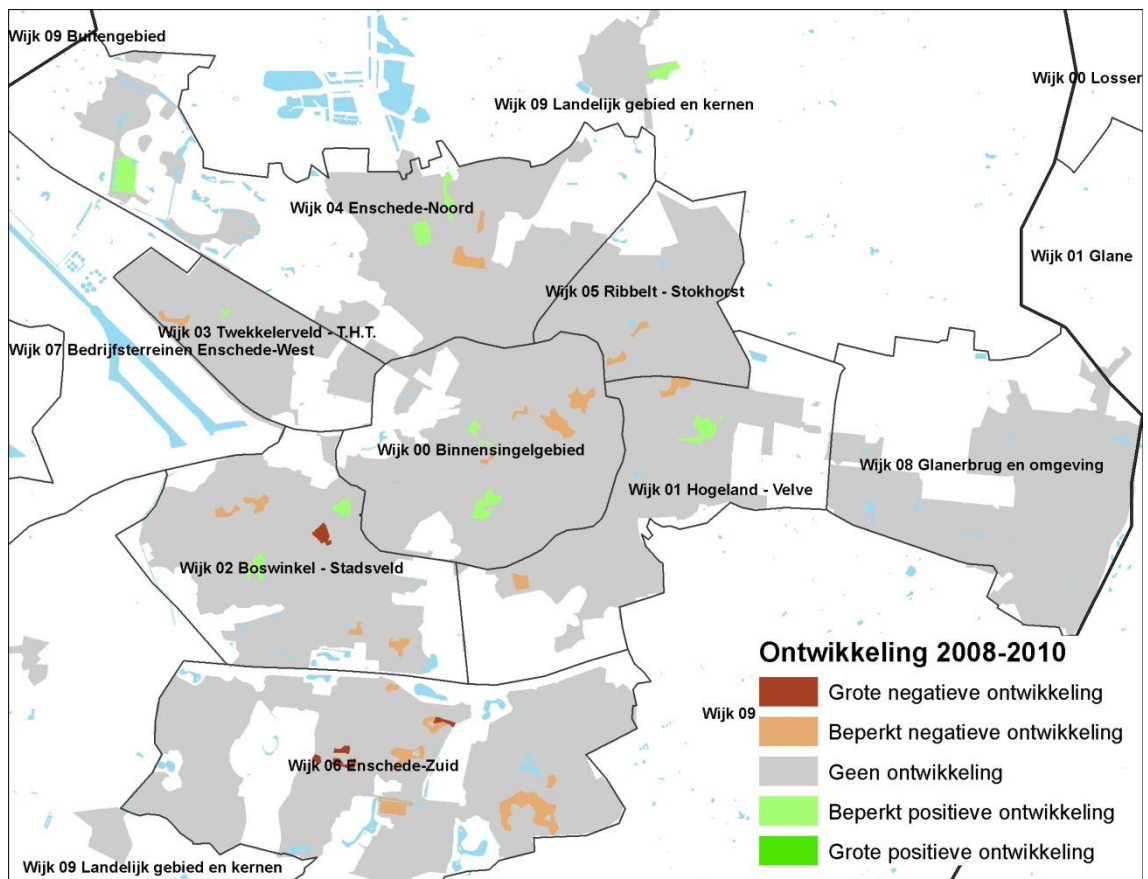 Wijk 09 Buitengebied
Wijk 00 Losser
Wijk 09 Landelijk gebied en kernen
Wijk 04 Enschede-Noord
Wijk 01 Glane
Wijk 05 Ribbelt - Stokhorst
Wijk 03 Twekkelerveld - T.H.T.
Wijk 07 Bedrijfsterreinen Enschede-West
Wijk 00 Binnensingelgebied
Wijk 08 Glanerbrug en omgeving
Wijk 01 Hogeland - Velve
Wijk 02 Boswinkel - Stadsveld
Ontwikkeling 2008-2010
Grote negatieve ontwikkeling
Wijk 09
Beperkt negatieve ontwikkeling
Wijk 06 Enschede-Zuid
Geen ontwikkeling
Beperkt positieve ontwikkeling
Grote positieve ontwikkeling
Wijk 09 Landelijk gebied en kernen